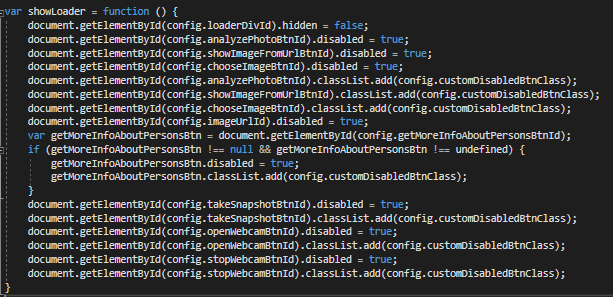 var showLoader = function () {
document.getElementById(config.loaderDivId).hidden = false;
document.getElementById(config.analyzePhotoBtnId).disabled = true;
document.getElementById(config.showImageFromUrlBtnId).disabled = true;
document.getElementById(config.chooseImageBtnId).disabled = true;
document.getElementById(config.analyzePhotoBtnId).classList.add(config.customDisabledBtnClass);
document.getElementById(config.showImageFromUrlBtnId).classList.add(config.customDisabledBtnClass);
document.getElementById(config.chooseImageBtnId).classList.add(config.customDisabledBtnClass);
document.getElementById(config.imageUrlId).disabled = true;
var getMoreInfoAboutPersonsBtn = document.getElementById(config.getMoreInfoAboutPersonsBtnId);
if (getMoreInfoAboutPersonsBtn !== null && getMoreInfoAboutPersonsBtn !== undefined) {
getMoreInfoAboutPersonsBtn.disabled = true;
getMoreInfoAboutPersonsBtn.classList.add(config.customDisabledBtnClass);
}
document.getElementById(config.takeSnapshotBtnId).disabled = true;
document.getElementById(config.takeSnapshotBtnId).classList.add(config.customDisabledBtnClass);
document.getElementById(config.openWebcamBtnId).disabled = true;
document.getElementById(config.openWebcamBtnId).classList.add(config.customDisabledBtnClass);
document.getElementById(config.stopWebcamBtnId).disabled = true;
document.getElementById(config.stopWebcamBtnId).classList.add(config.customDisabledBtnClass);
}